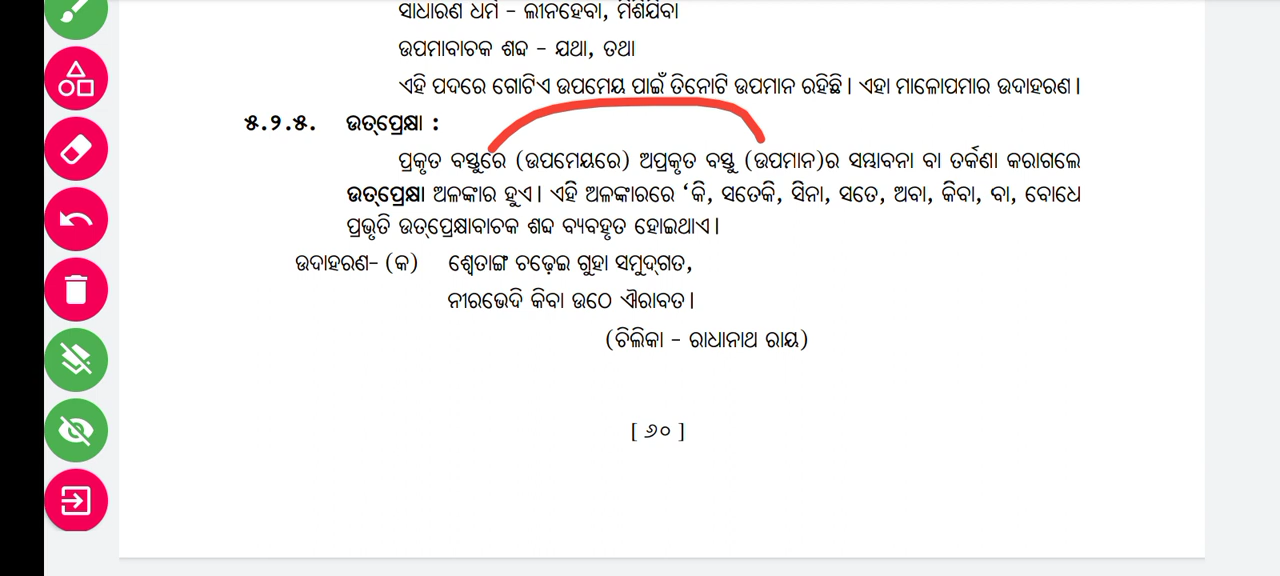 ସାଧାରଣ ଧର୍ମ – ଲୀନହେବା, ମିଶିଯିବା
ଉପମାବାଚକ ଶବ୍ଦ – ଯଥା, ତଥା
ଏହି ପଦରେ ଗୋଟିଏ ଉପମେୟ ପାଇଁ ତିନୋଟି ଉପମାନ ରହିଛି । ଏହା ମାଳୋପମାର ଉଦାହରଣ ।
୫.୨.୫. ଉତ୍‌ପ୍ରେକ୍ଷା :
ପ୍ରକୃତ ବସ୍ତୁରେ (ଉପମେୟରେ) ଅପ୍ରକୃତ ବସ୍ତୁ (ଉପମାନ)ର ସମ୍ଭାବନା ବା ତର୍କଣା କରାଗଲେ
ଉତ୍‌ପ୍ରେକ୍ଷା ଅଳଙ୍କାର ହୁଏ । ଏହି ଅଳଙ୍କାରରେ ‘କି, ସତେକି, ସିନା, ସତେ, ଅବା, କିବା, ବା, ବୋଧେ
ପ୍ରଭୃତି ଉତ୍‌ପ୍ରେକ୍ଷାବାଚକ ଶବ୍ଦ ବ୍ୟବହୃତ ହୋଇଥାଏ ।
ଉଦାହରଣ– (କ) ଶ୍ୱେତାଙ୍ଗ ଚଢ଼େଇ ଗୁହା ସମୁଦ୍‌ଗତ,
ନୀରଭେଦି କିବା ଉଠେ ଐରାବତ ।
(ଚିଲିକା – ରାଧାନାଥ ରାୟ)
[ ୬୦ ]